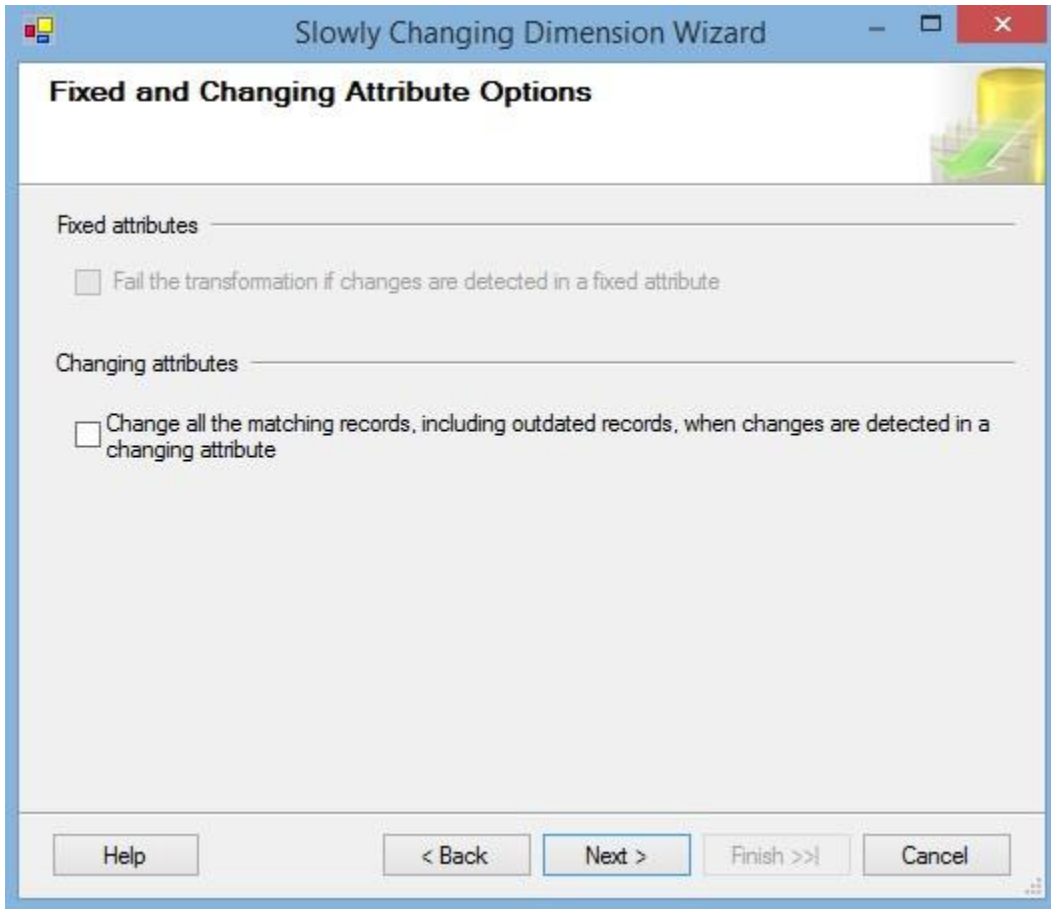 Slowly Changing Dimension Wizard
Fixed and Changing Attribute Options
Fixed attributes
Fail the transformation if changes are detected in a fixed attribute
Changing attributes
Change all the matching records, including outdated records, when changes are detected in a
changing attribute
Help
< Back
Next >
Finish >>|
Cancel